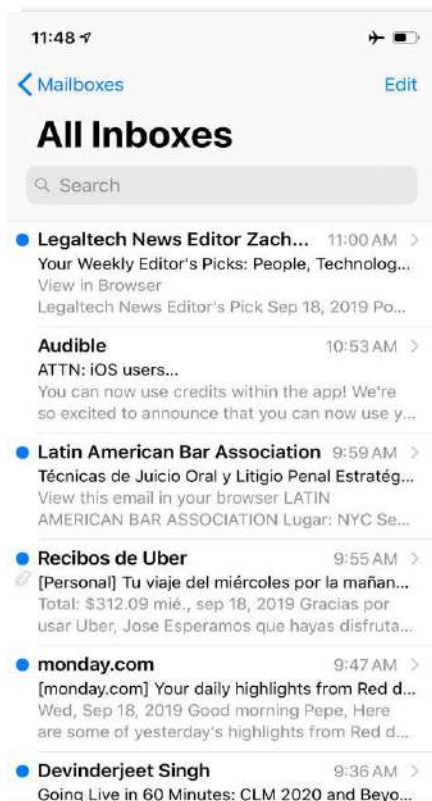 11:48
Mailboxes
Edit
All Inboxes
Search
Legaltech News Editor Zach... 11:00 AM
Your Weekly Editor's Picks: People, Technolog...
View in Browser
Legaltech News Editor's Pick Sep 18, 2019 Po...
Audible 10:53 AM
ATTN: iOS users...
You can now use credits within the app! We're
so excited to announce that you can now use y...
Latin American Bar Association 9:59 AM
Técnicas de Juicio Oral y Litigio Penal Estratég...
View this email in your browser LATIN
AMERICAN BAR ASSOCIATION Lugar: NYC Se...
Recibos de Uber 9:55 AM
[Personal] Tu viaje del miércoles por la mañan...
Total: $312.09 mié., sep 18, 2019 Gracias por
usar Uber, Jose Esperamos que hayas disfruta...
monday.com 9:47 AM
[monday.com] Your daily highlights from Red d...
Wed, Sep 18, 2019 Good morning Pepe, Here
are some of yesterday's highlights from Red d...
Devinderjeet Singh 9:36 AM
Going Live in 60 Minutes: CLM 2020 and Beyo...